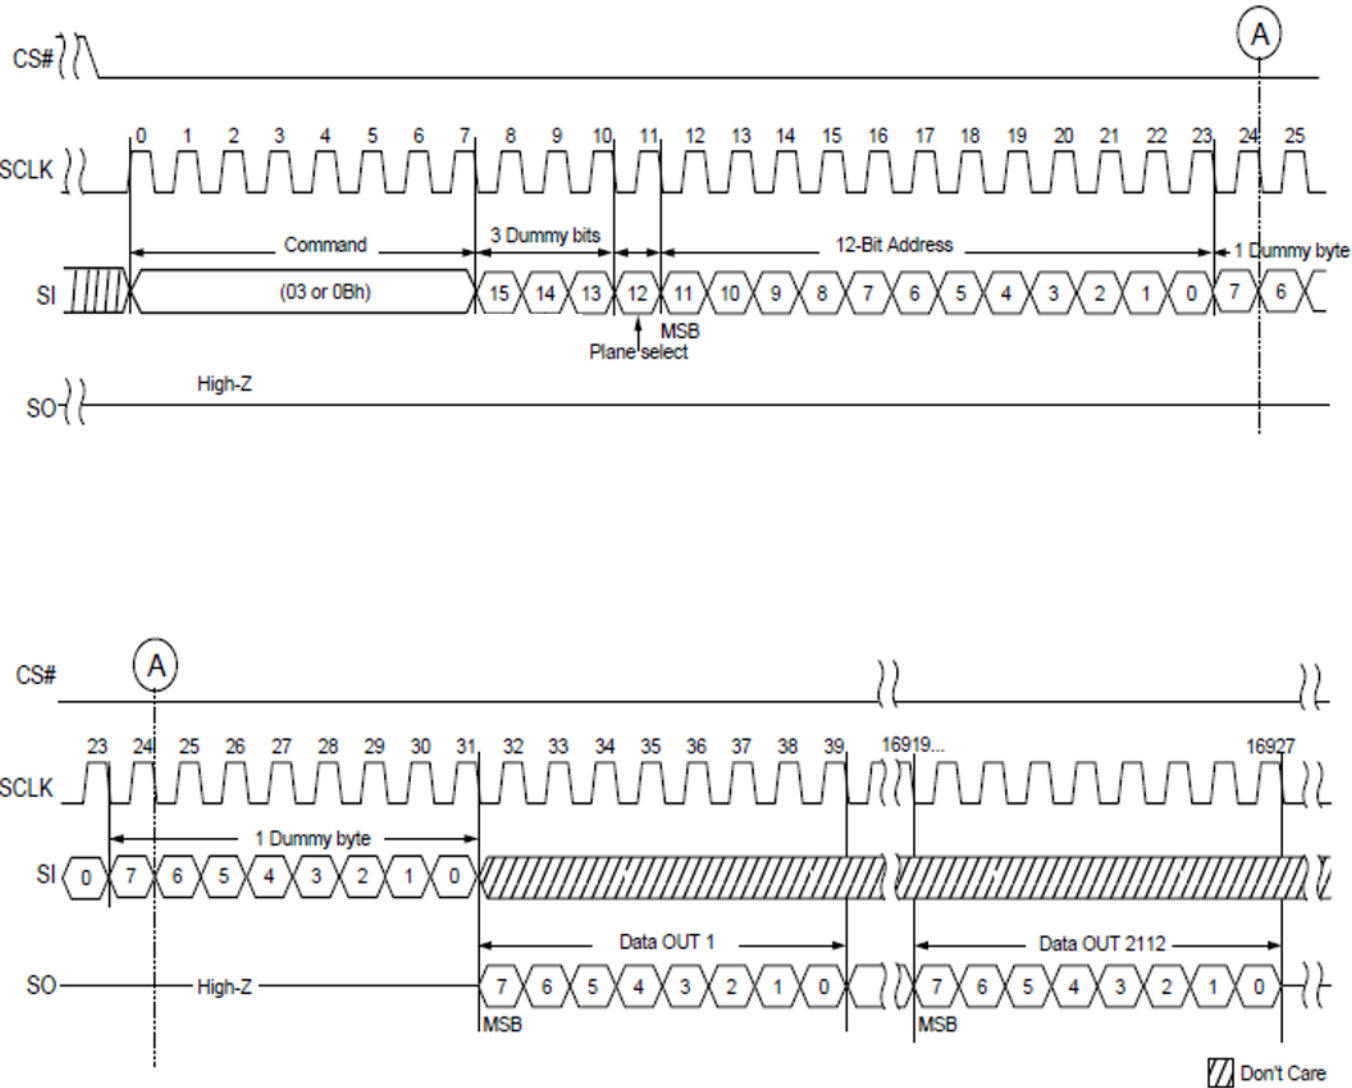 A
CS#
0 1 2 3 4 5 6 7 8 9 10 11 12 13 14 15 16 17 18 19 20 21 22 23 24 25
SCLK
Command 3 Dummy bits 12-Bit Address 1 Dummy byte
SI (03 or 0Bh) 15 14 13 12 11 10 9 8 7 6 5 4 3 2 1 0 7 6
MSB
Plane select
High-Z
SO
A
CS#
23 24 25 26 27 28 29 30 31 32 33 34 35 36 37 38 39 16919... 16927
SCLK
1 Dummy byte
SI 0 7 6 5 4 3 2 1 0
Data OUT 1 Data OUT 2112
SO High-Z 7 6 5 4 3 2 1 0 7 6 5 4 3 2 1 0
MSB MSB
Don't Care